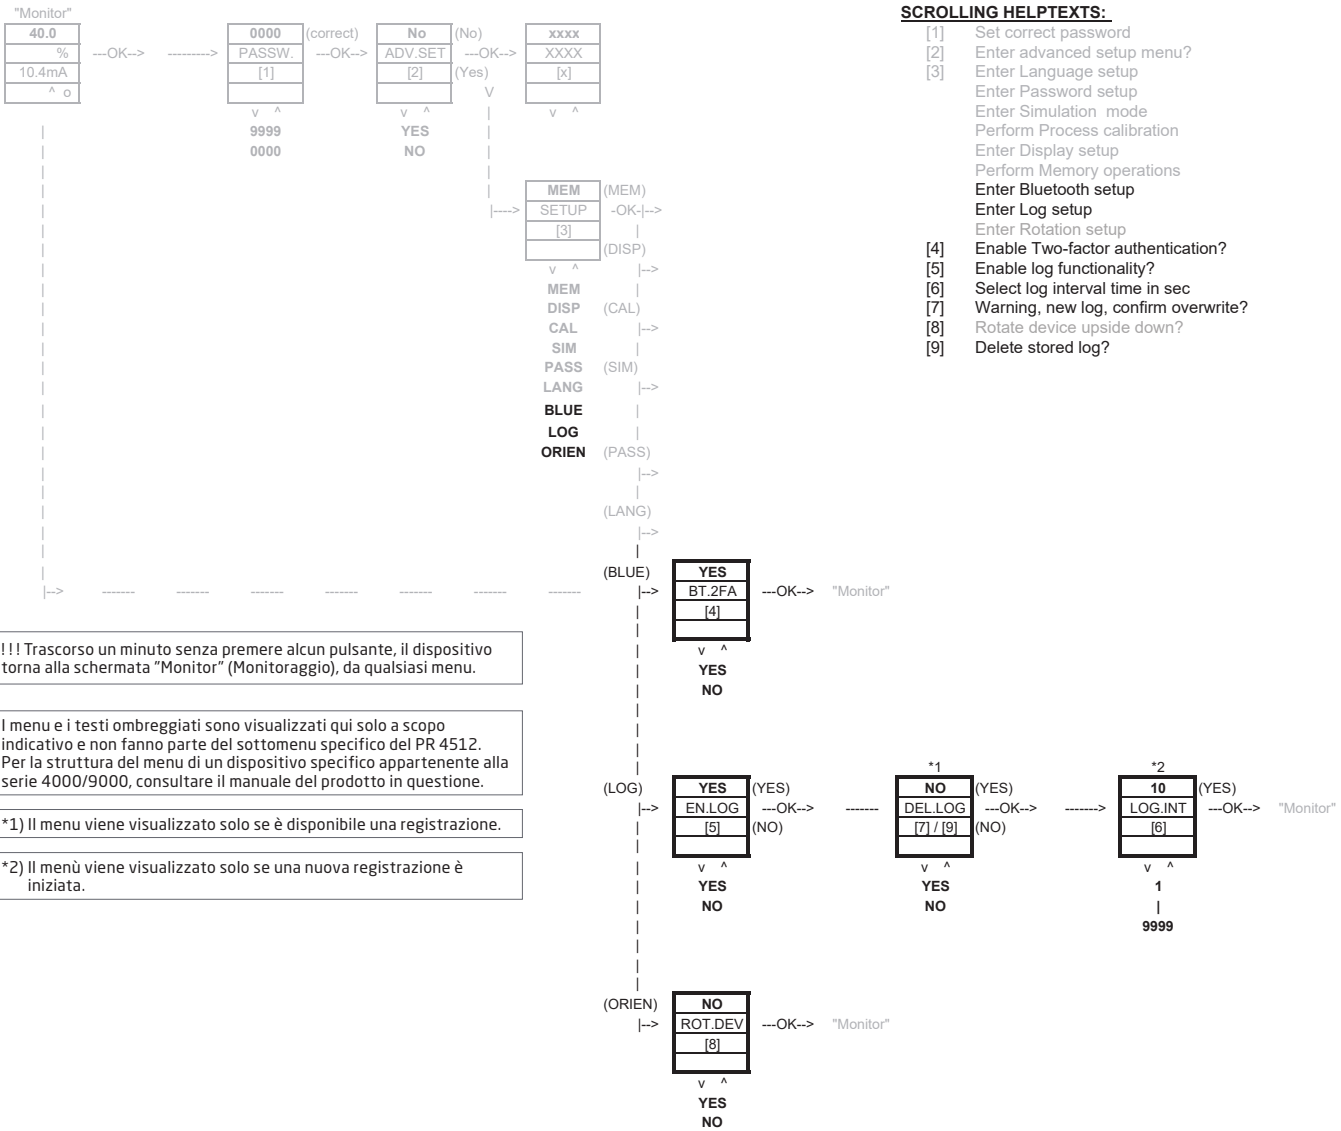 "Monitor"
40.0
%
10.4mA
^ o
---OK-->
--------->
0000
PASSW.
[1]
v ^
9999
0000
(correct)
---OK-->
No
ADV.SET
[2]
v ^
YES
NO
(No)
---OK-->
(Yes)
V
xxxx
XXXX
[x]
v ^
SCROLLING HELPTEXTS:
[1] Set correct password
[2] Enter advanced setup menu?
[3] Enter Language setup
Enter Password setup
Enter Simulation mode
Perform Process calibration
Enter Display setup
Perform Memory operations
Enter Bluetooth setup
Enter Log setup
Enter Rotation setup
[4] Enable Two-factor authentication?
[5] Enable log functionality?
[6] Select log interval time in sec
[7] Warning, new log, confirm overwrite?
[8] Rotate device upside down?
[9] Delete stored log?
|---->
MEM
SETUP
[3]
v ^
MEM
DISP
CAL
SIM
PASS
LANG
BLUE
LOG
ORIEN
(MEM)
-OK-|-->
(DISP)
|-->
(CAL)
|-->
(SIM)
|-->
(PASS)
|-->
(LANG)
|-->
|--> ------- ------- ------- ------- ------- ------- -------
(BLUE)
|-->
YES
BT.2FA
[4]
v ^
YES
NO
---OK--> "Monitor"
!!! Trascorso un minuto senza premere alcun pulsante, il dispositivo
torna alla schermata "Monitor" (Monitoraggio), da qualsiasi menu.
I menu e i testi ombreggiati sono visualizzati qui solo a scopo
indicativo e non fanno parte del sottomenu specifico del PR 4512.
Per la struttura del menu di un dispositivo specifico appartenente alla
serie 4000/9000, consultare il manuale del prodotto in questione.
*1) Il menu viene visualizzato solo se è disponibile una registrazione.
*2) Il menù viene visualizzato solo se una nuova registrazione è
iniziata.
(LOG)
|-->
YES
EN.LOG
[5]
v ^
YES
NO
(YES)
---OK-->
(NO)
-------
*1
NO
DEL.LOG
[7] / [9]
v ^
YES
NO
(YES)
---OK-->
(NO)
------->
*2
10
LOG.INT
[6]
v ^
1
|
9999
(YES)
---OK--> "Monitor"
(ORIEN)
|-->
NO
ROT.DEV
[8]
v ^
YES
NO
---OK--> "Monitor"